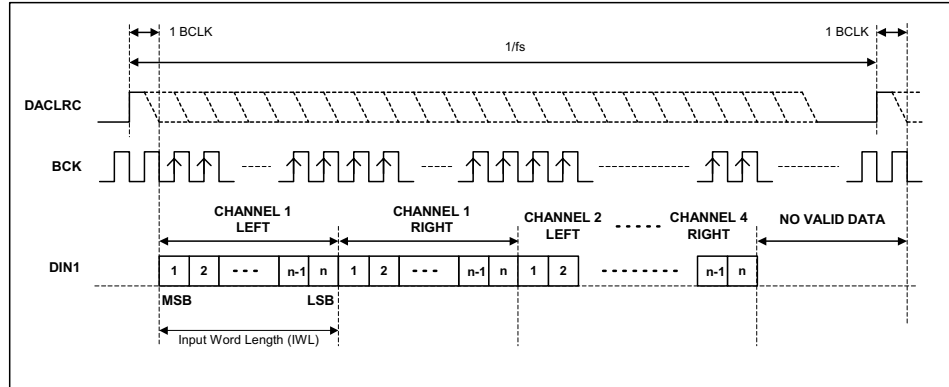 1 BCLK
1 BCLK
1/fs
DACLRC
BCK
CHANNEL 1
LEFT
CHANNEL 1
RIGHT
CHANNEL 2
LEFT
CHANNEL 4
RIGHT
NO VALID DATA
DIN1
1 2 n-1 n 1 2 n-1 n 1 2 n-1 n
MSB LSB
Input Word Length (IWL)